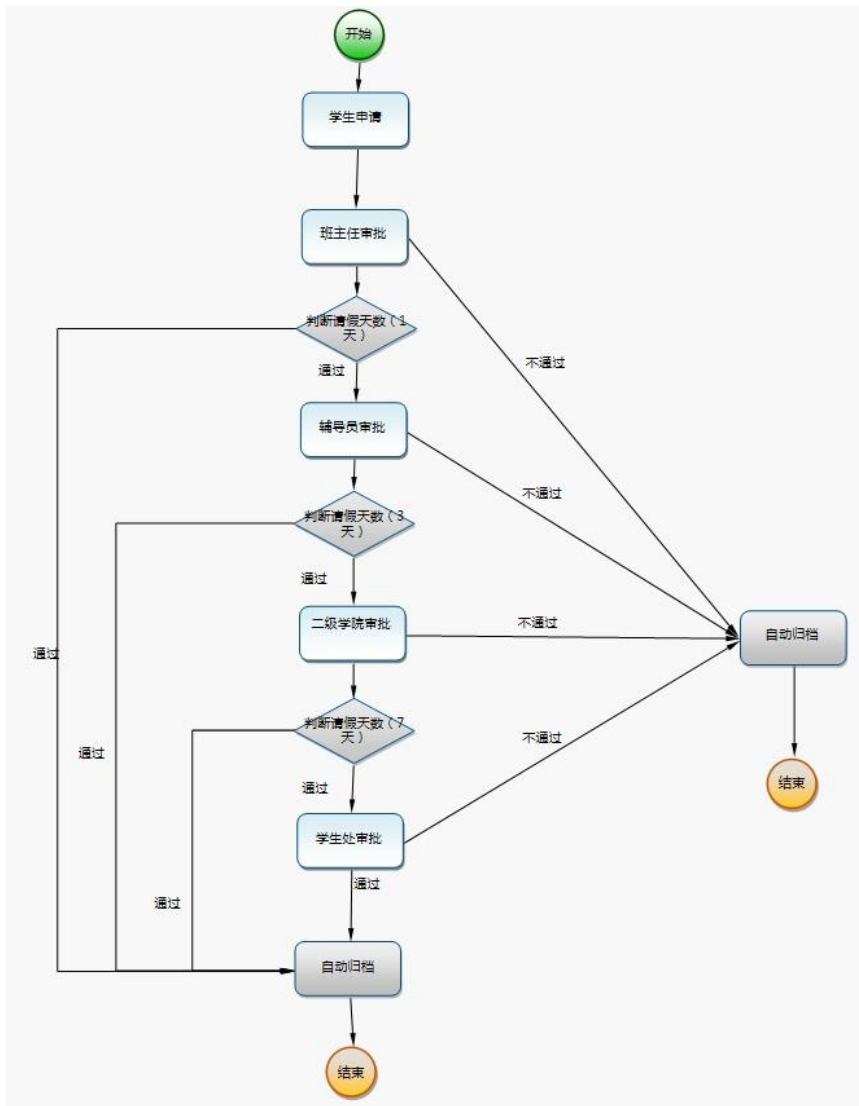 开始
学生申请
班主任审批
判断请假天数（1
天）
通过
不通过
辅导员审批
不通过
判断请假天数（3
天）
通过
二级学院审批
不通过
自动归档
通过
判断请假天数（7
天）
不通过
通过
通过
结束
学生处审批
通过
通过
自动归档
结束